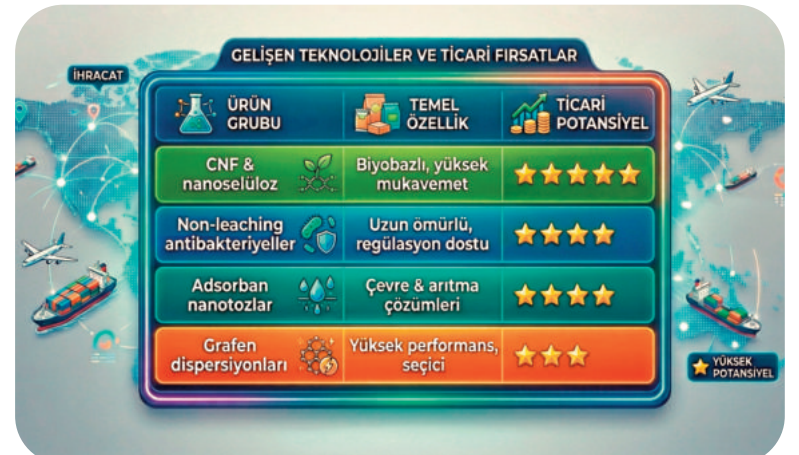 GELİŞEN TEKNOLOJİLER VE TİCARİ FIRSATLAR
İHRACAT
ÜRÜN
GRUBU
TEMEL
ÖZELLİK
TİCARİ
POTANSİYEL
CNF &
nanoselüloz
Biyobazlı, yüksek
mukavemet
Non-leaching
antibakteriyeller
Uzun ömürlü,
regülasyon dostu
Adsorban
nanotozlar
Çevre & arıtma
çözümleri
Grafen
dispersiyonları
Yüksek performans,
seçici
YÜKSEK
POTANSİYEL